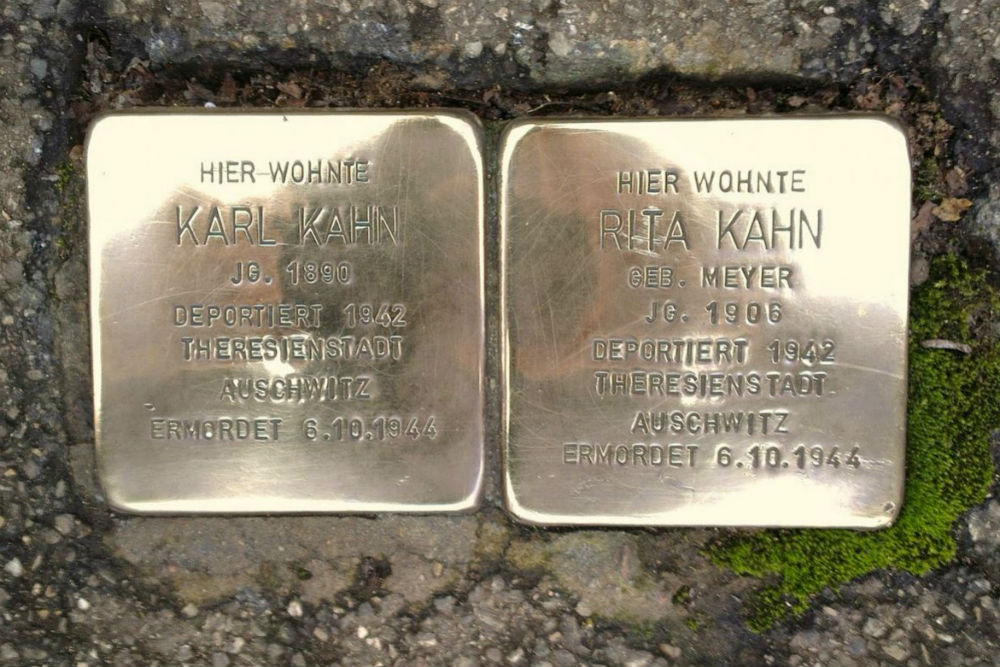 HIER WOHNTE
KARL KAHN
JG. 1890
DEPORTIERT 1942
THERESIENSTADT
AUSCHWITZ
ERMORDET 6.10.1944
HIER WOHNTE
RITA KAHN
GEB. MEYER
JG. 1906
DEPORTIERT 1942
THERESIENSTADT
AUSCHWITZ
ERMORDET 6.10.1944